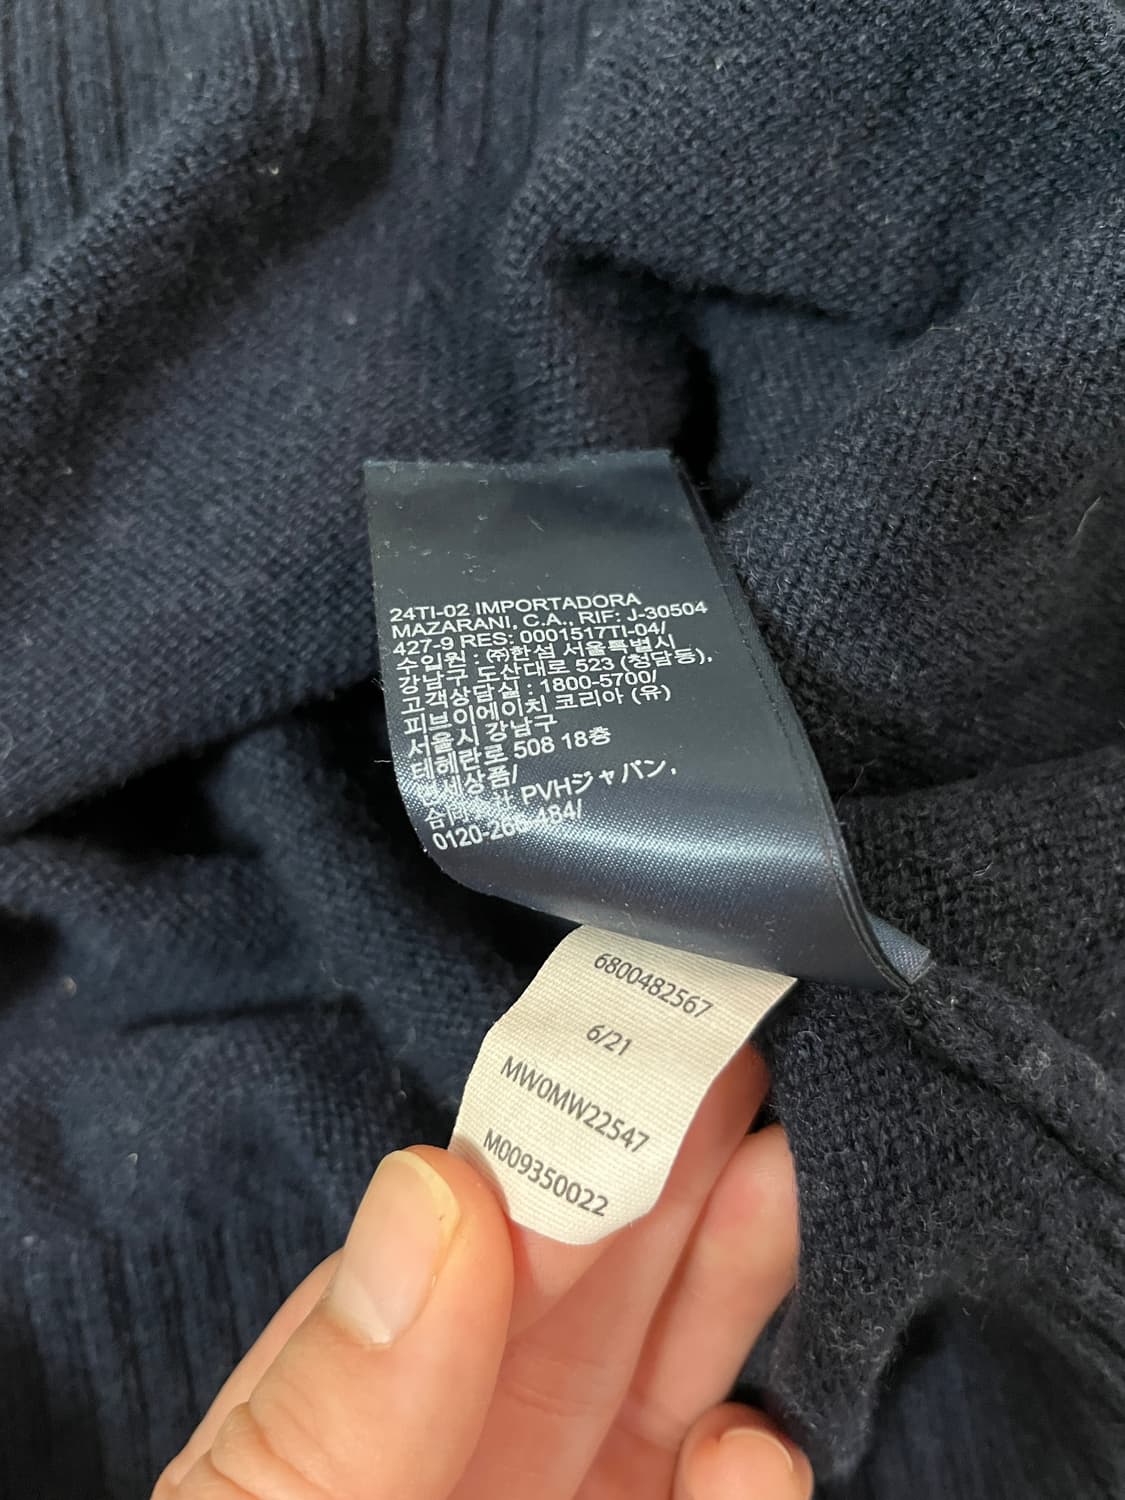 24TI-02 IMPORTADORA
MAZARANI, C.A., RIF: J-30504
427-9 RES: 0001517TI-04/
수입원 : ㈜한섬 서울특별시
강남구 도산대로 523 (청담동),
고객상담실 : 1800-5700/
피브이에이치 코리아 (유)
서울시 강남구
테헤란로 508 18층
PVHジャパン,
6800482567
6/21
MW0MW22547
M009350022